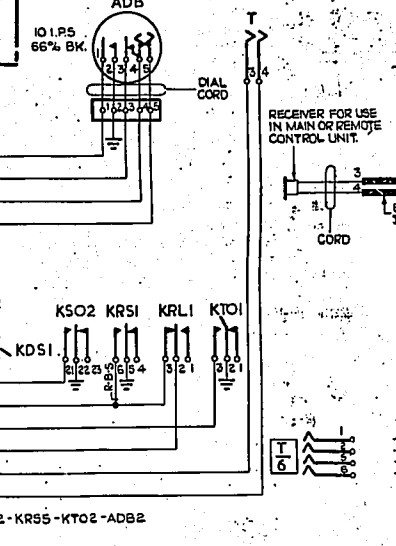 ADB
T
10 I.P.S
66% BK.
2 3 4 5
3 4
DIAL
CORD
1 2 3 4 5
RECEIVER FOR USE
IN MAIN OR REMOTE
CONTROL UNIT.
3
4
CORD
KSO2 KRS1 KRL1 KTO1
KDS1
21 22 23 6 5 4 3 2 1 3 2 1
R-B-S
T
6
1
2
5
6
2-KRS5-KTO2-ADB2